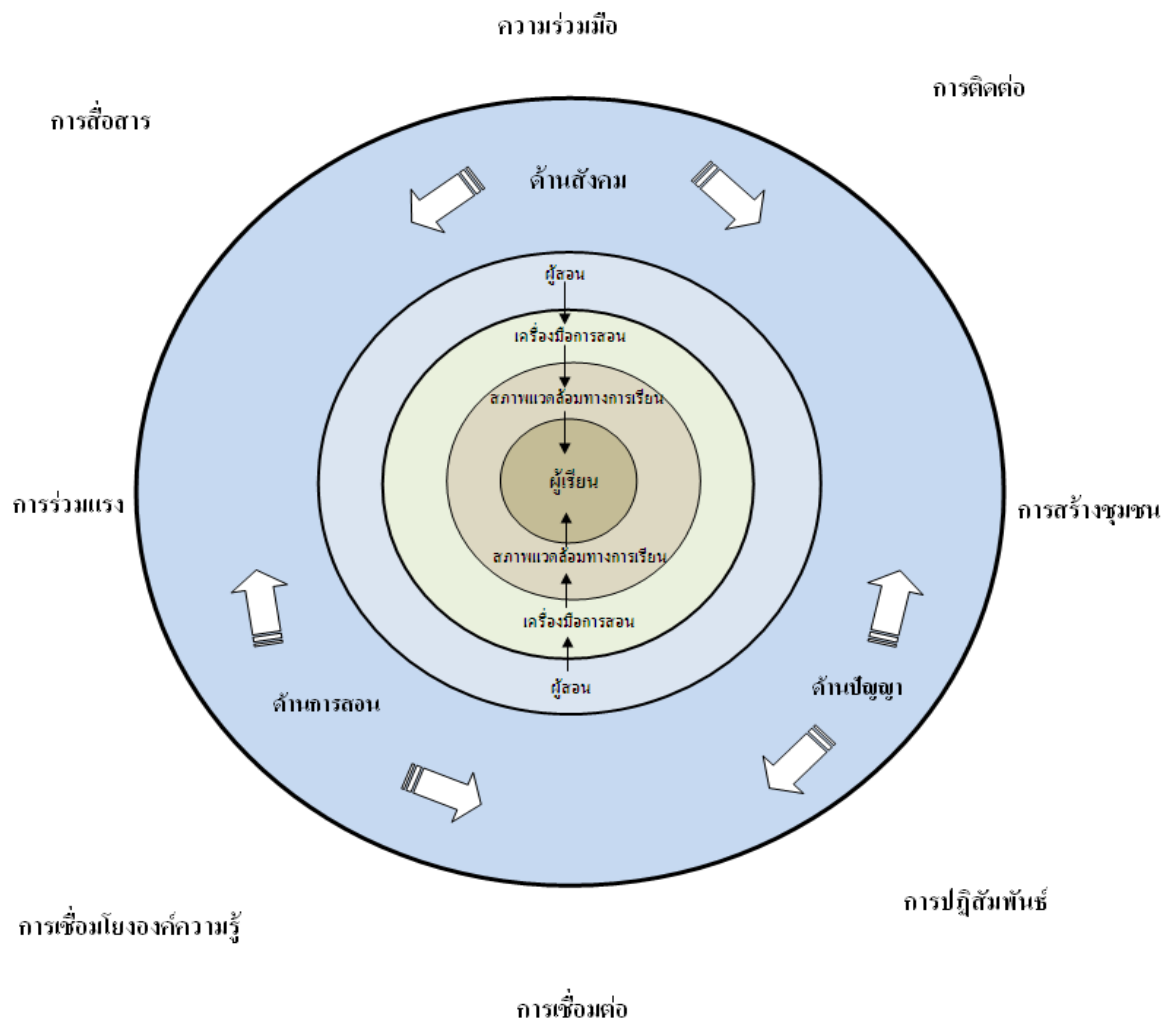 ความร่วมมือ
การติดต่อ
การสื่อสาร
ด้านสังคม
ผู้สอน
เครื่องมือการสอน
สภาพแวดล้อมทางการเรียน
ผู้เรียน
การร่วมแรง
การสร้างชุมชน
สภาพแวดล้อมทางการเรียน
เครื่องมือการสอน
ผู้สอน
ด้านปัญญา
ด้านการสอน
การปฏิสัมพันธ์
การเชื่อมโยงองค์ความรู้
การเชื่อมต่อ